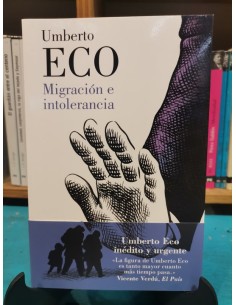 Umberto
ECO
Migración e
intolerancia
Umberto Eco
inédito y urgente
«La figura de Umberto Eco
es tanto mayor cuanto
más tiempo pasa.»
Vicente Verdú, El País